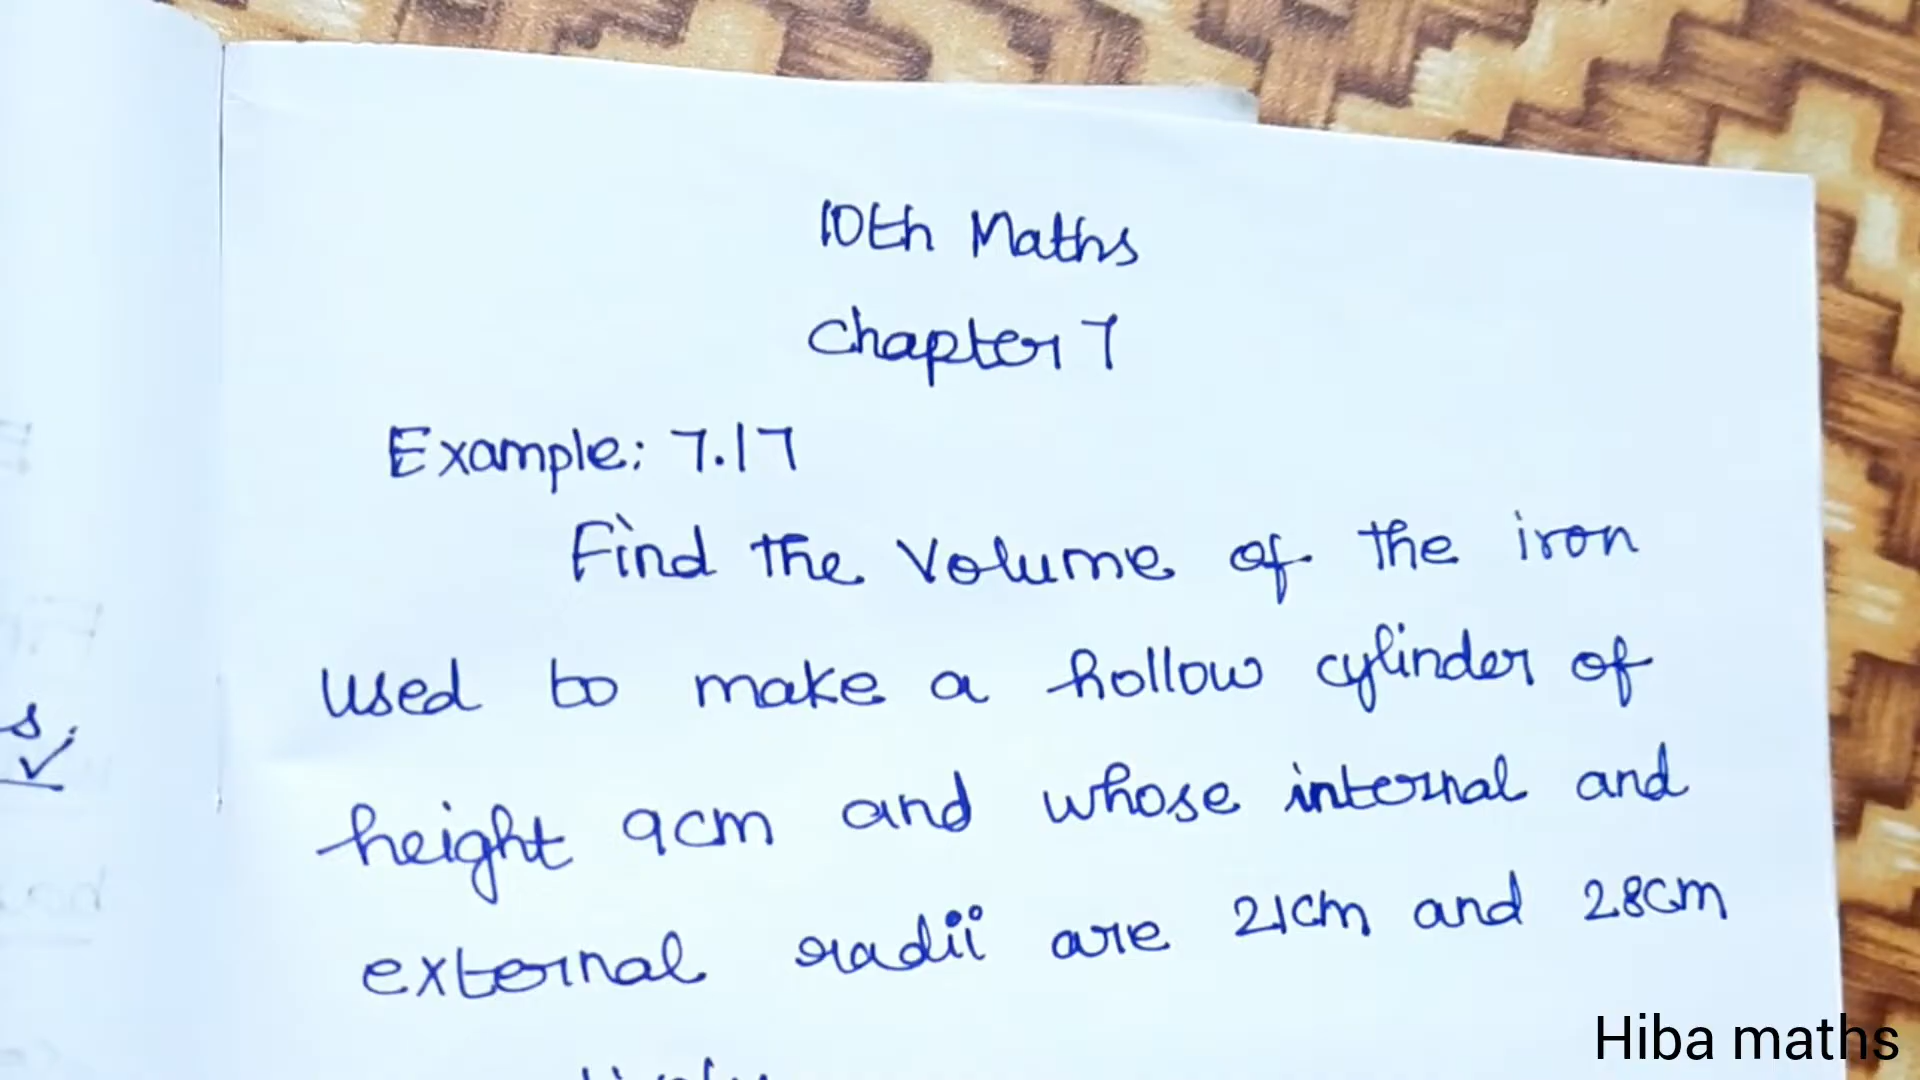 10th Maths
Chapter 7
Example: 7.17
Find the Volume of the iron
used to make a hollow cylinder of
height 9cm and whose internal and
external radii are 21cm and 28cm
s.
Hiba maths